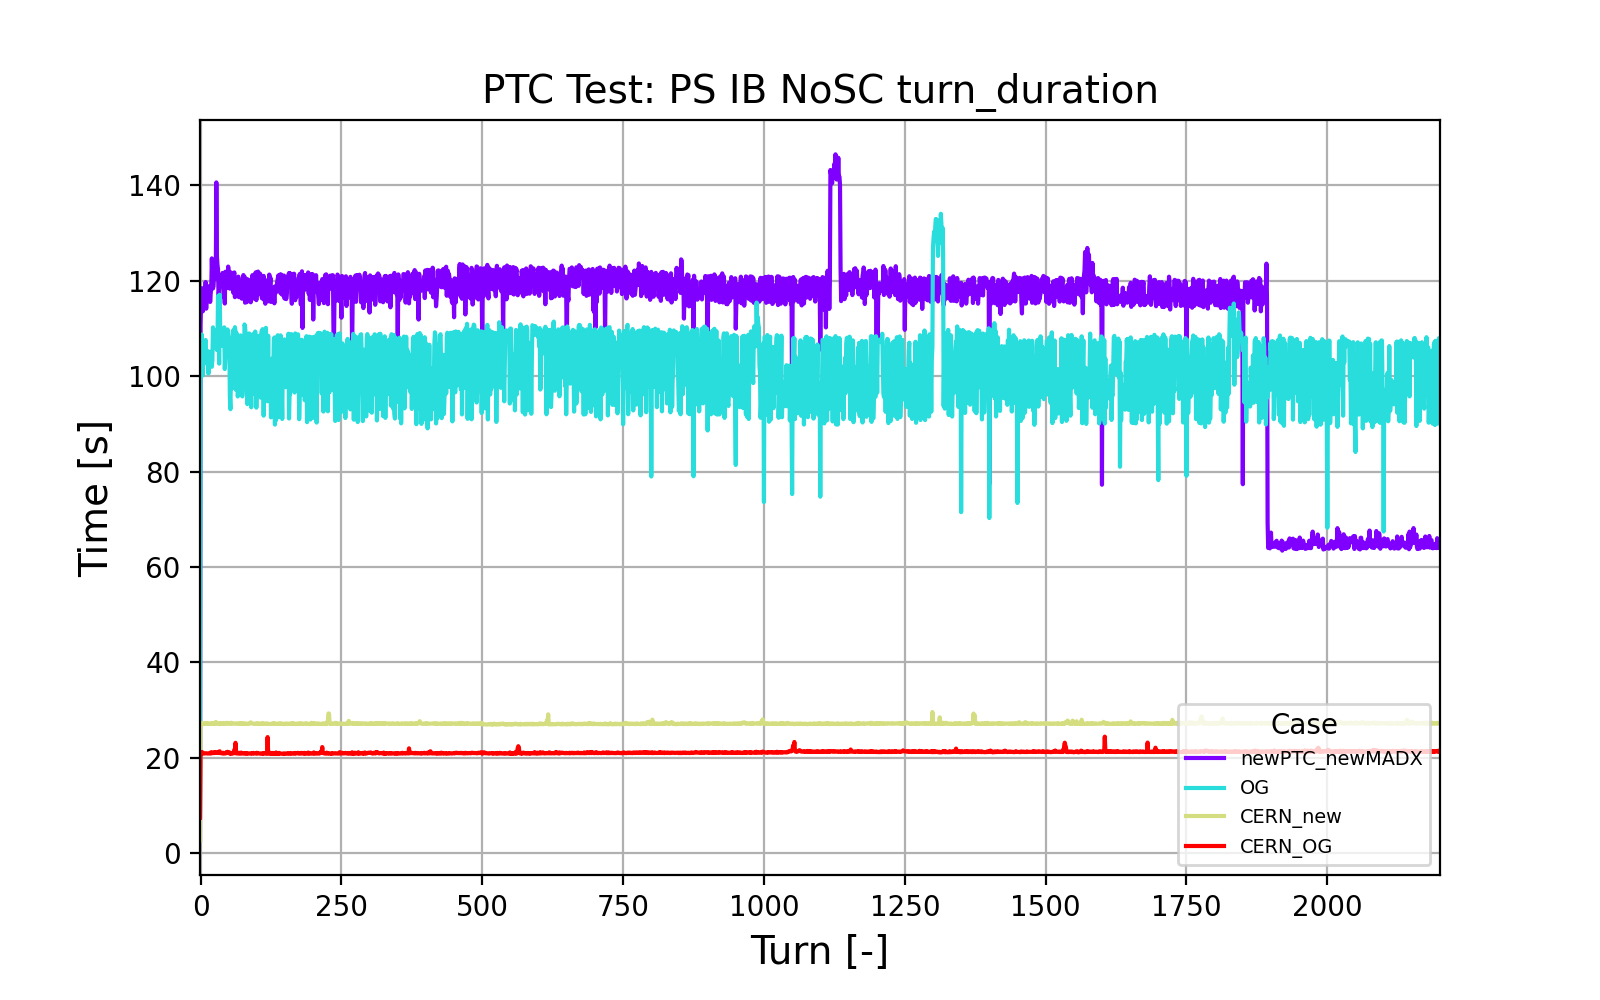 PTC Test: PS IB NoSC turn_duration
Time [s]
140
120
100
80
60
40
20
0
0 250 500 750 1000 1250 1500 1750 2000
Turn [-]
Case
newPTC_newMADX
OG
CERN_new
CERN_OG